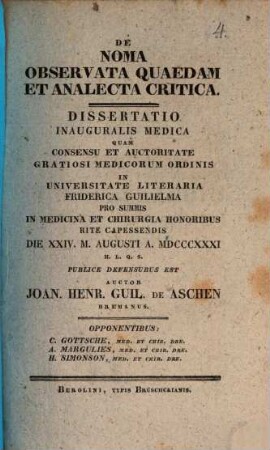 4.
DE
NOMA
OBSERVATA QUAEDAM
ET ANALECTA CRITICA.
DISSERTATIO
INAUGURALIS MEDICA
QUAM
CONSENSU ET AUCTORITATE
GRATIOSI MEDICORUM ORDINIS
IN
UNIVERSITATE LITERARIA
FRIDERICA GUILIELMA
PRO SUMMIS
IN MEDICINA ET CHIRURGIA HONORIBUS
RITE CAPESSENDIS
DIE XXIV. M. AUGUSTI A. MDCCCXXXI
H. L. Q. S.
PUBLICE DEFENSURUS EST
AUCTOR
JOAN. HENR. GUIL. DE ASCHEN
BREMANUS.
OPPONENTIBUS:
C. GOTTSCHE, MED. ET CHIR. DRE.
A. MARGULIES, MED. ET CHIR. DRE.
H. SIMONSON, MED. ET CHIR. DRE.
BEROLINI, TYPIS BRUSCHCKIANIS.